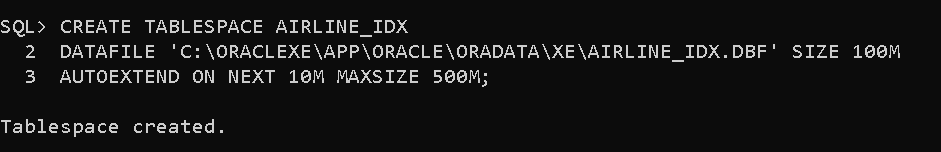 SQL> CREATE TABLESPACE AIRLINE_IDX
2 DATAFILE 'C:\ORACLEXE\APP\ORACLE\ORADATA\XE\AIRLINE_IDX.DBF' SIZE 100M
3 AUTOEXTEND ON NEXT 10M MAXSIZE 500M;
Tablespace created.